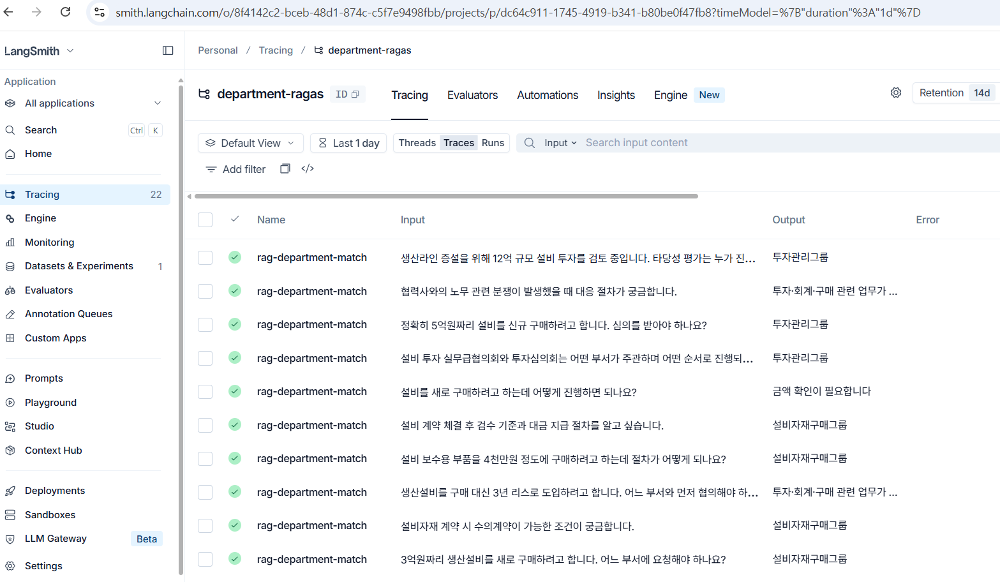 smith.langchain.com/o/8f4142c2-bceb-48d1-874c-c5f7e9498fbb/projects/p/dc64c911-1745-4919-b341-b80be0f47fb8?timeModel=%7B"duration"%3A"1d"%7D
LangSmith
Personal / Tracing / department-ragas
Application
All applications
Search Ctrl K
Home
Tracing 22
Engine
Monitoring
Datasets & Experiments 1
Evaluators
Annotation Queues
Custom Apps
Prompts
Playground
Studio
Context Hub
Deployments
Sandboxes
LLM Gateway Beta
Settings
department-ragas ID Tracing Evaluators Automations Insights Engine New Retention 14d
Default View Last 1 day Threads Traces Runs Input Search input content
Add filter </>
Name Input Output Error
rag-department-match 생산라인 증설을 위해 12억 규모 설비 투자를 검토 중입니다. 타당성 평가는 누가 진... 투자관리그룹
rag-department-match 협력사와의 노무 관련 분쟁이 발생했을 때 대응 절차가 궁금합니다. 투자·회계·구매 관련 업무가 ...
rag-department-match 정확히 5억원짜리 설비를 신규 구매하려고 합니다. 심의를 받아야 하나요? 투자관리그룹
rag-department-match 설비 투자 실무급협의회와 투자심의회는 어떤 부서가 주관하며 어떤 순서로 진행되... 투자관리그룹
rag-department-match 설비를 새로 구매하려고 하는데 어떻게 진행하면 되나요? 금액 확인이 필요합니다
rag-department-match 설비 계약 체결 후 검수 기준과 대금 지급 절차를 알고 싶습니다. 설비자재구매그룹
rag-department-match 설비 보수용 부품을 4천만원 정도에 구매하려고 하는데 절차가 어떻게 되나요? 설비자재구매그룹
rag-department-match 생산설비를 구매 대신 3년 리스로 도입하려고 합니다. 어느 부서와 먼저 협의해야 하... 투자·회계·구매 관련 업무가 ...
rag-department-match 설비자재 계약 시 수의계약이 가능한 조건이 궁금합니다. 설비자재구매그룹
rag-department-match 3억원짜리 생산설비를 새로 구매하려고 합니다. 어느 부서에 요청해야 하나요? 설비자재구매그룹